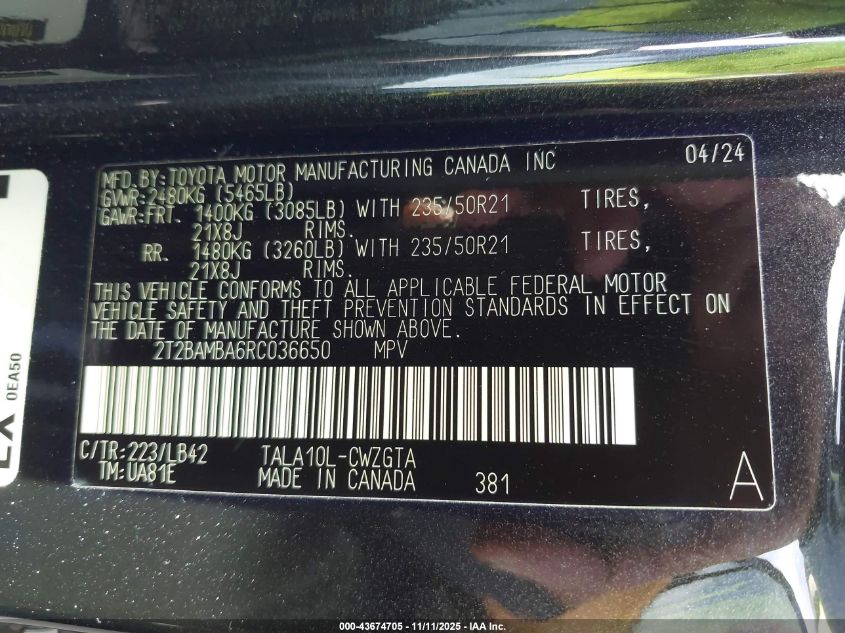 MFD.BY:TOYOTA MOTOR MANUFACTURING CANADA INC 04/24
GVWR:2480KG (5465LB)
GAWR:FRT. 1400KG (3085LB) WITH 235/50R21 TIRES,
21X8J RIMS.
RR. 1480KG (3260LB) WITH 235/50R21 TIRES,
21X8J RIMS.
THIS VEHICLE CONFORMS TO ALL APPLICABLE FEDERAL MOTOR
VEHICLE SAFETY AND THEFT PREVENTION STANDARDS IN EFFECT ON
THE DATE OF MANUFACTURE SHOWN ABOVE.
2T2BAMBA6RC036650 MPV
C/TR:223/LB42 TALA10L-CWZGTA
TM:UA81E MADE IN CANADA 381 A
0EA50
000-43674705 - 11/11/2025 - IAA Inc.